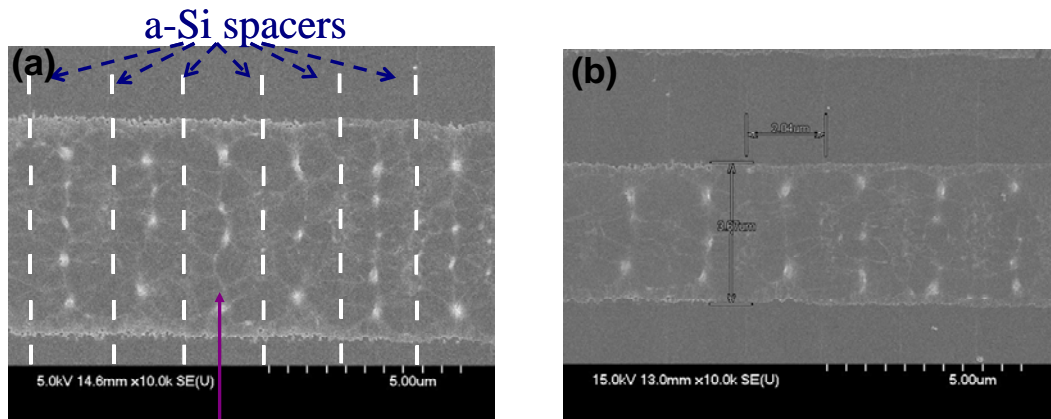 a-Si spacers
(a)
5.0kV 14.6mm x10.0k SE(U)
5.00um
(b)
15.0kV 13.0mm x10.0k SE(U)
5.00um